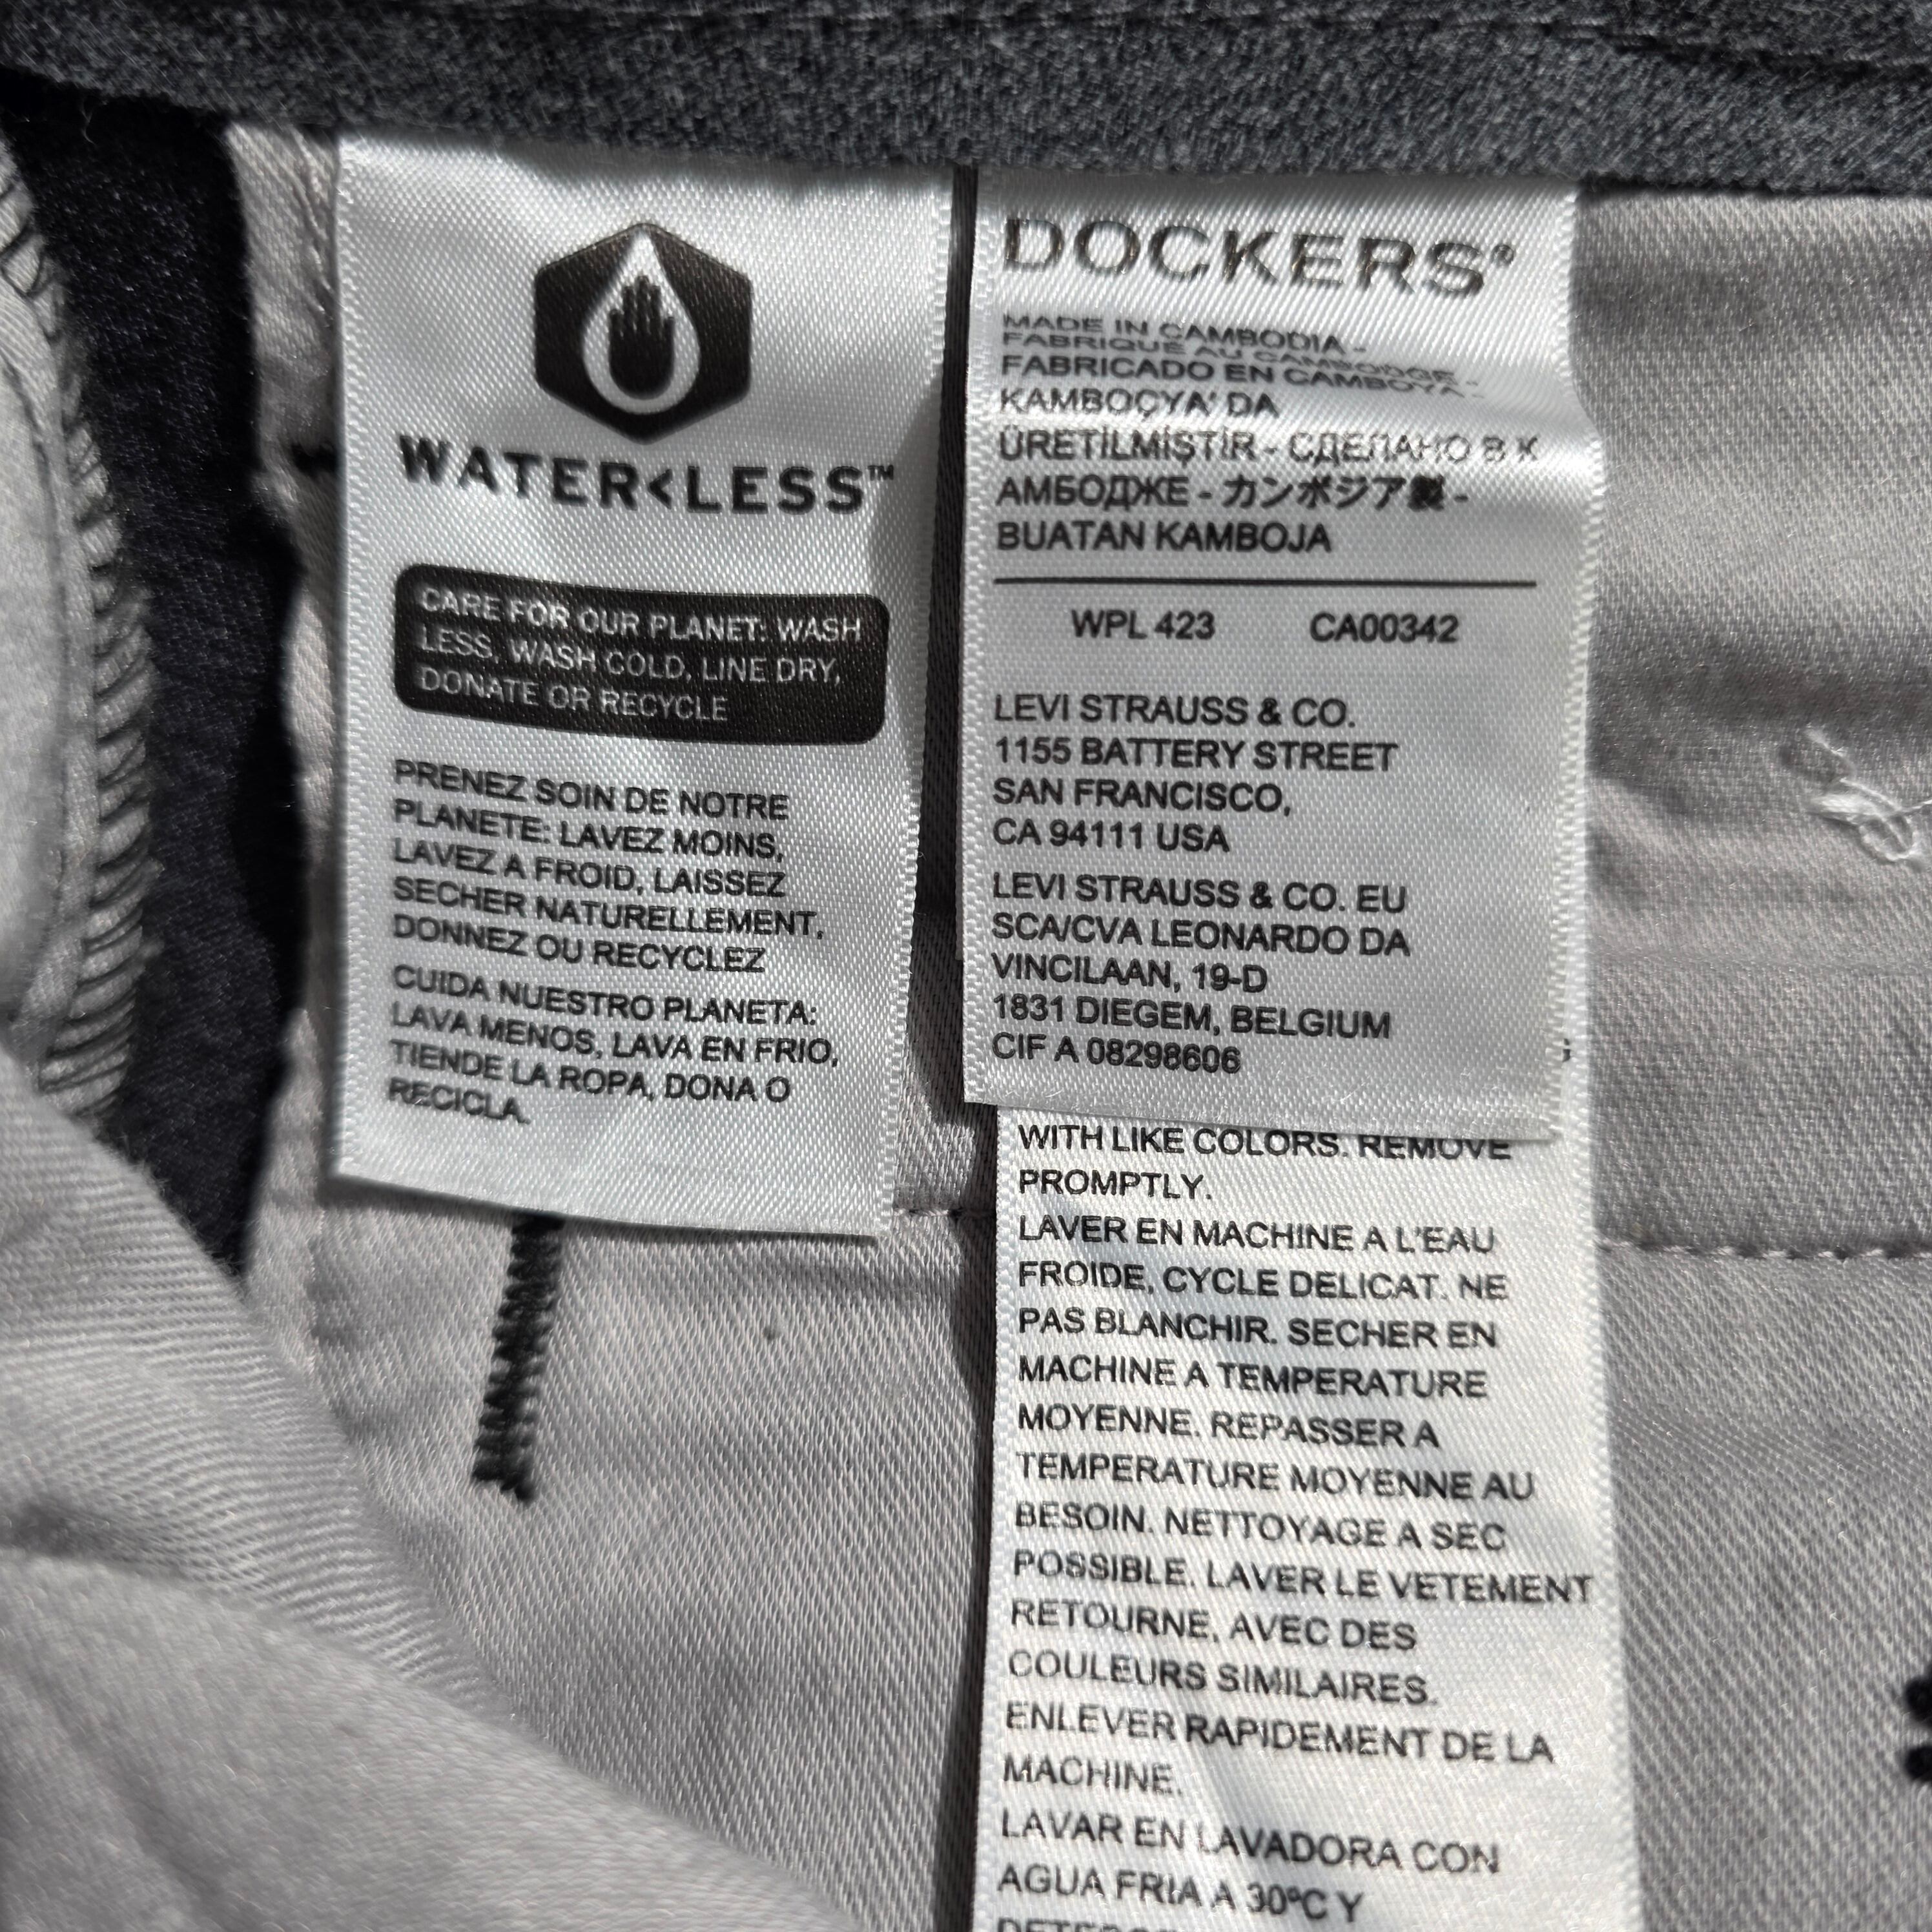 WATER<LESS™
CARE FOR OUR PLANET: WASH
LESS, WASH COLD, LINE DRY,
DONATE OR RECYCLE
PRENEZ SOIN DE NOTRE
PLANETE: LAVEZ MOINS,
LAVEZ A FROID, LAISSEZ
SECHER NATURELLEMENT,
DONNEZ OU RECYCLEZ
CUIDA NUESTRO PLANETA:
LAVA MENOS, LAVA EN FRIO,
TIENDE LA ROPA, DONA O
RECICLA.
DOCKERS®
MADE IN CAMBODIA -
FABRIQUE AU CAMBODGE -
FABRICADO EN CAMBOYA -
KAMBOÇYA' DA
ÜRETİLMİŞTİR - СДЕЛАНО В К
АМБОДЖЕ - カンボジア製 -
BUATAN KAMBOJA
WPL 423 CA00342
LEVI STRAUSS & CO.
1155 BATTERY STREET
SAN FRANCISCO,
CA 94111 USA
LEVI STRAUSS & CO. EU
SCA/CVA LEONARDO DA
VINCILAAN, 19-D
1831 DIEGEM, BELGIUM
CIF A 08298606
WITH LIKE COLORS. REMOVE
PROMPTLY.
LAVER EN MACHINE A L'EAU
FROIDE, CYCLE DELICAT. NE
PAS BLANCHIR. SECHER EN
MACHINE A TEMPERATURE
MOYENNE. REPASSER A
TEMPERATURE MOYENNE AU
BESOIN. NETTOYAGE A SEC
POSSIBLE. LAVER LE VETEMENT
RETOURNE, AVEC DES
COULEURS SIMILAIRES.
ENLEVER RAPIDEMENT DE LA
MACHINE.
LAVAR EN LAVADORA CON
AGUA FRIA A 30ºC Y